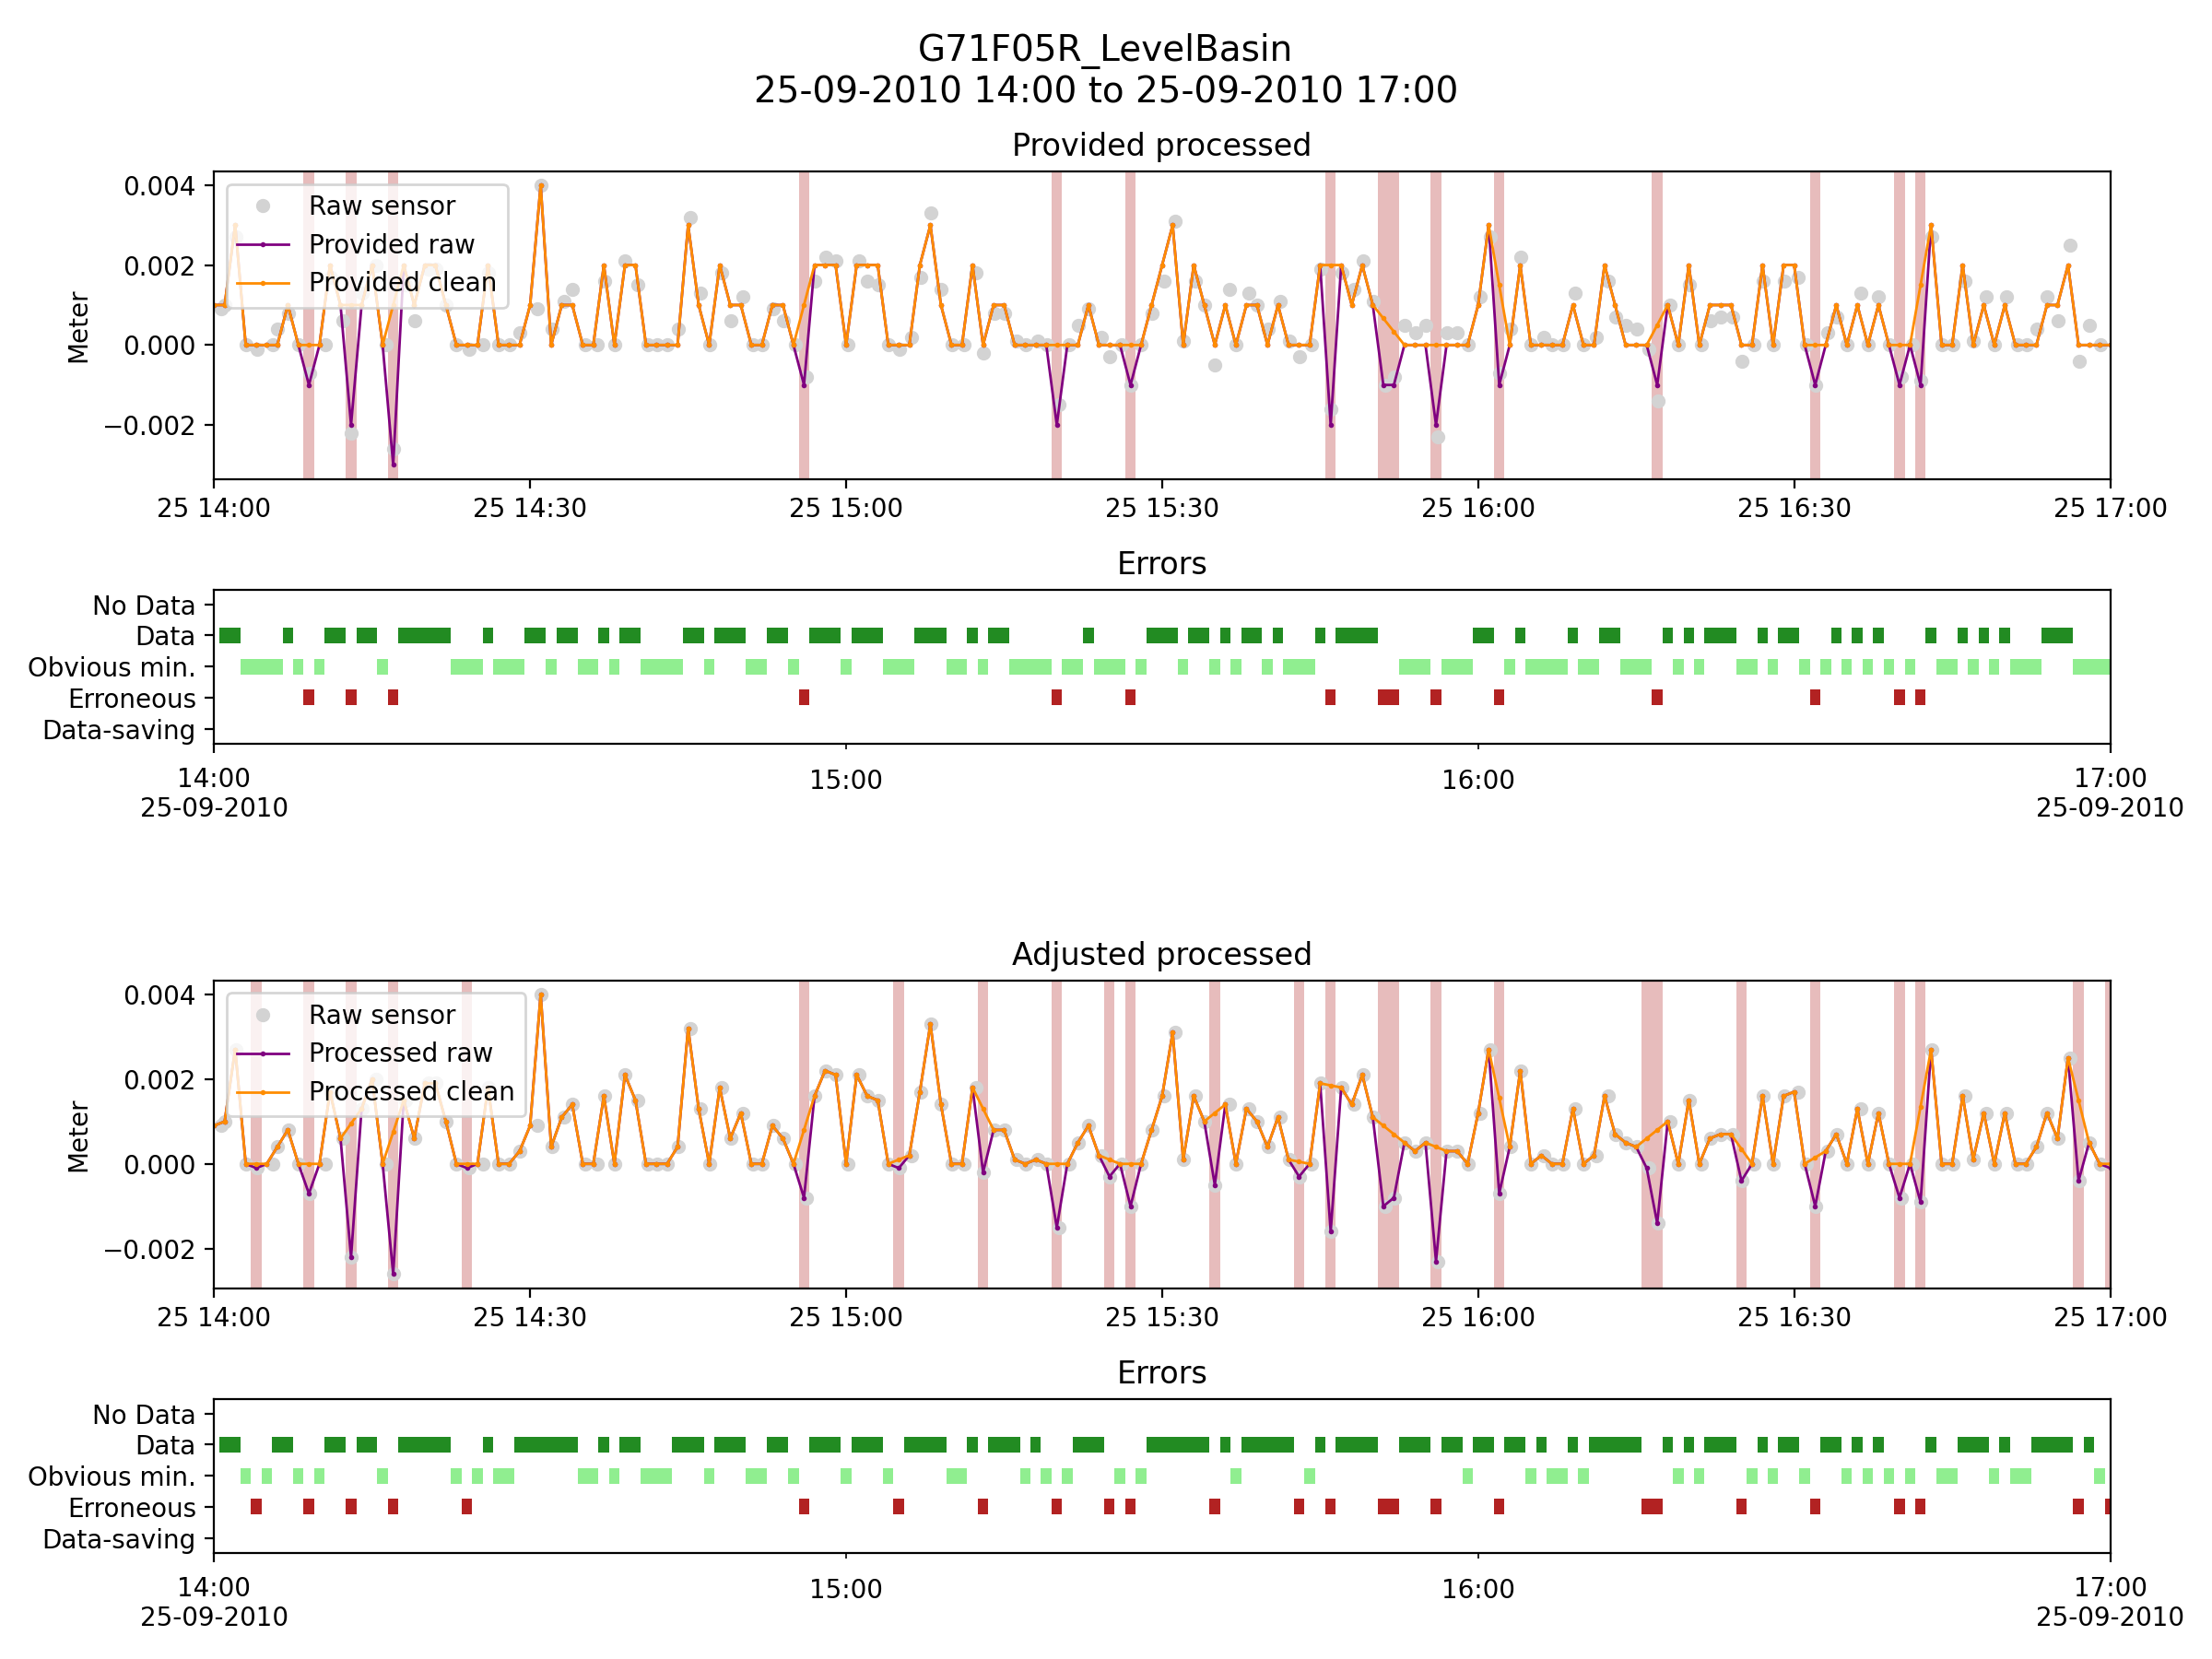 G71F05R_LevelBasin
25-09-2010 14:00 to 25-09-2010 17:00
Provided processed
Meter
0.004
0.002
0.000
−0.002
Raw sensor
Provided raw
Provided clean
25 14:00 25 14:30 25 15:00 25 15:30 25 16:00 25 16:30 25 17:00
Errors
No Data
Data
Obvious min.
Erroneous
Data-saving
14:00 15:00 16:00 17:00
25-09-2010 25-09-2010
Adjusted processed
Meter
0.004
0.002
0.000
−0.002
Raw sensor
Processed raw
Processed clean
25 14:00 25 14:30 25 15:00 25 15:30 25 16:00 25 16:30 25 17:00
Errors
No Data
Data
Obvious min.
Erroneous
Data-saving
14:00 15:00 16:00 17:00
25-09-2010 25-09-2010